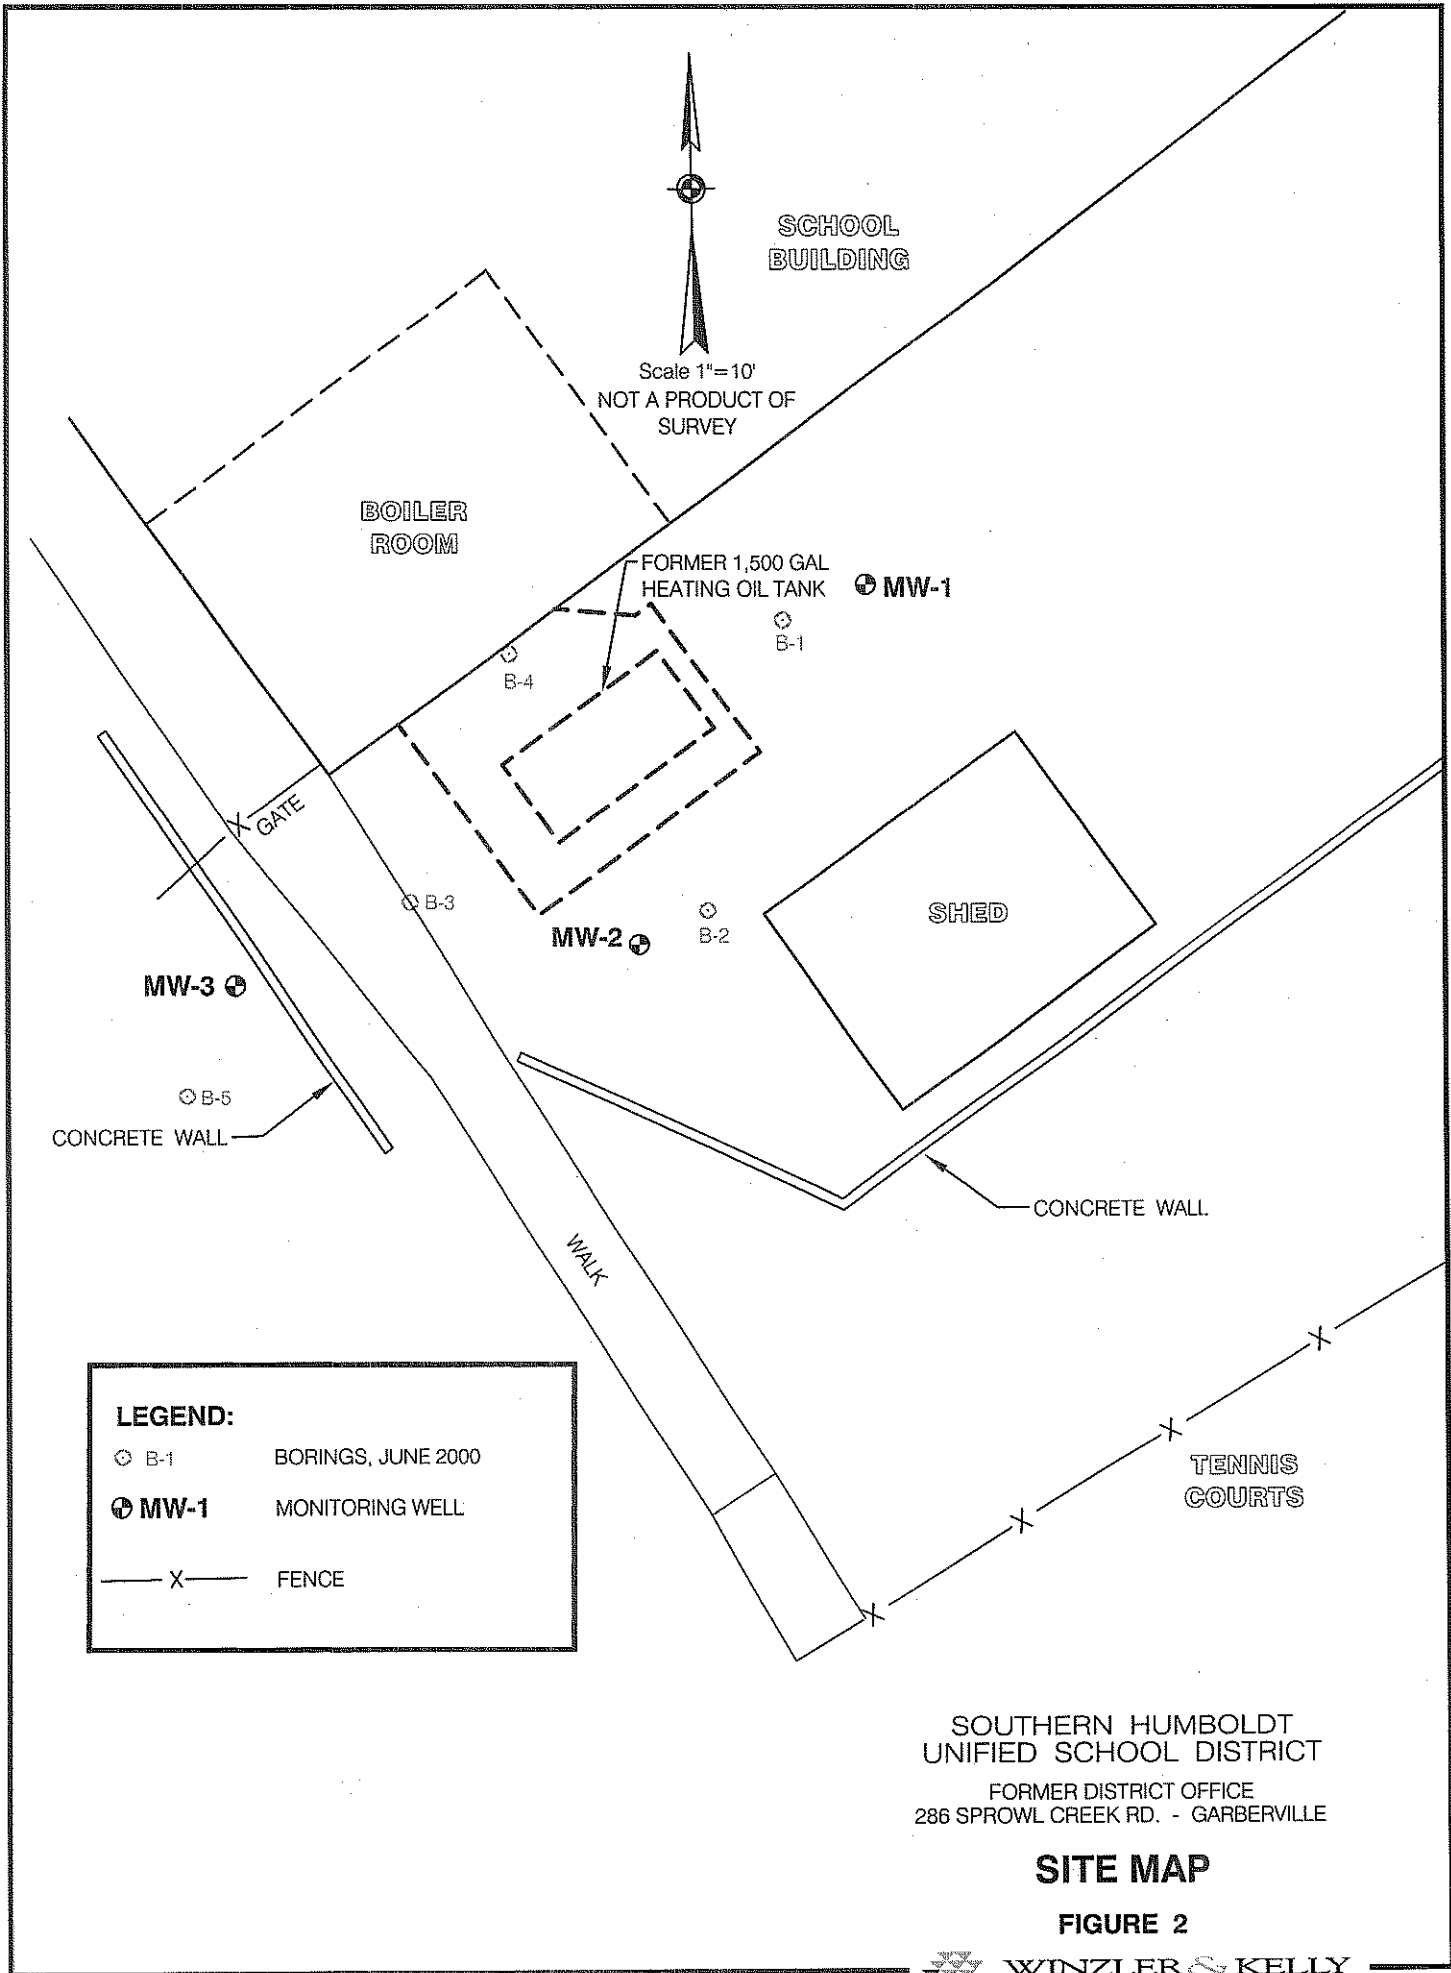 SCHOOL
BUILDING
Scale 1"=10'
NOT A PRODUCT OF
SURVEY
BOILER
ROOM
FORMER 1,500 GAL
HEATING OIL TANK
MW-1
B-1
B-4
GATE
B-3
MW-2
B-2
SHED
MW-3
B-5
CONCRETE WALL
CONCRETE WALL
WALK
LEGEND:
B-1 BORINGS, JUNE 2000
MW-1 MONITORING WELL
X FENCE
TENNIS
COURTS
SOUTHERN HUMBOLDT
UNIFIED SCHOOL DISTRICT
FORMER DISTRICT OFFICE
286 SPROWL CREEK RD. - GARBERVILLE
SITE MAP
FIGURE 2
WINZLER & KELLY